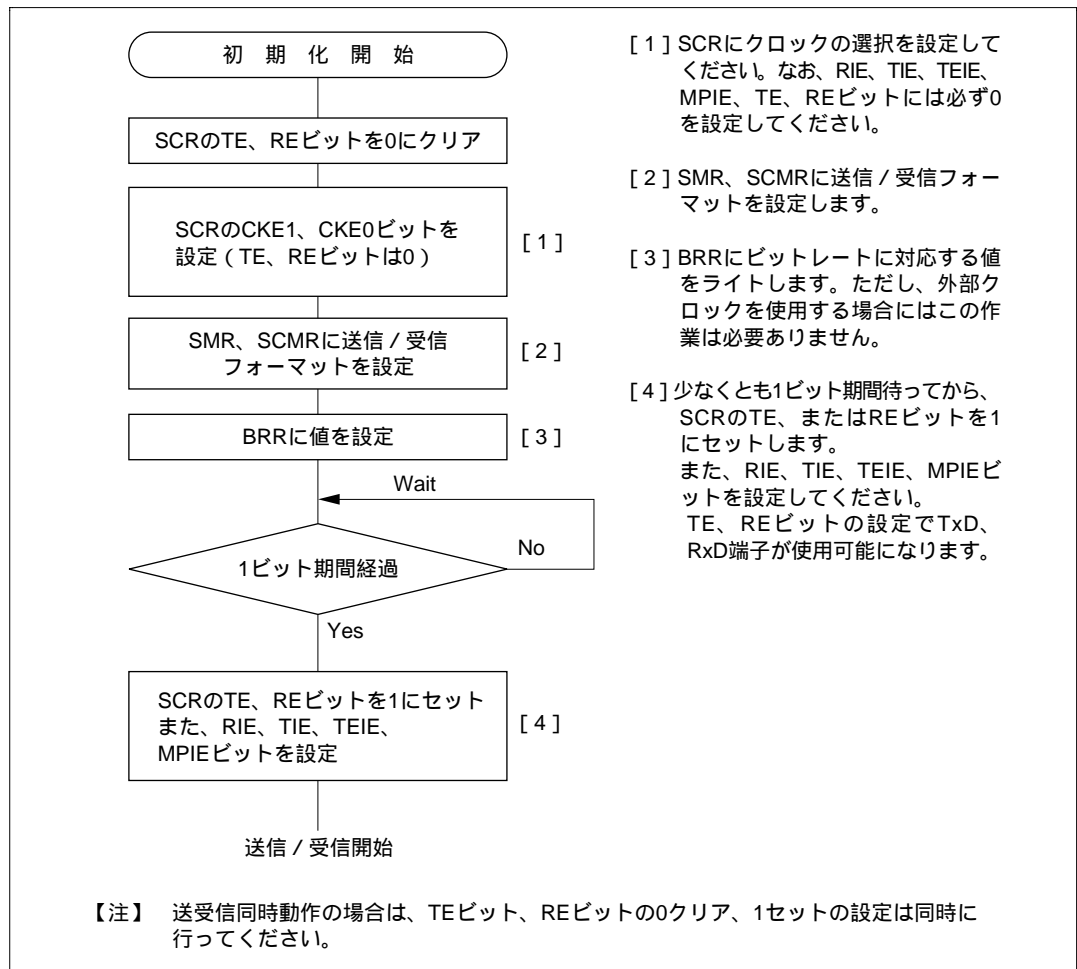 初 期 化 開 始
SCRのTE、REビットを0にクリア
SCRのCKE1、CKE0ビットを
設定（TE、REビットは0）
[ 1 ]
SMR、SCMRに送信 / 受信
フォーマットを設定
[ 2 ]
BRRに値を設定
[ 3 ]
Wait
1ビット期間経過
No
Yes
SCRのTE、REビットを1にセット
また、RIE、TIE、TEIE、
MPIEビットを設定
[ 4 ]
送信 / 受信開始
[ 1 ] SCRにクロックの選択を設定して
ください。なお、RIE、TIE、TEIE、
MPIE、TE、REビットには必ず0
を設定してください。
[ 2 ] SMR、SCMRに送信 / 受信フォー
マットを設定します。
[ 3 ] BRRにビットレートに対応する値
をライトします。ただし、外部ク
ロックを使用する場合にはこの作
業は必要ありません。
[ 4 ] 少なくとも1ビット期間待ってから、
SCRのTE、またはREビットを1
にセットします。
また、RIE、TIE、TEIE、MPIEビ
ットを設定してください。
TE、REビットの設定でTxD、
RxD端子が使用可能になります。
【注】 送受信同時動作の場合は、TEビット、REビットの0クリア、1セットの設定は同時に
行ってください。